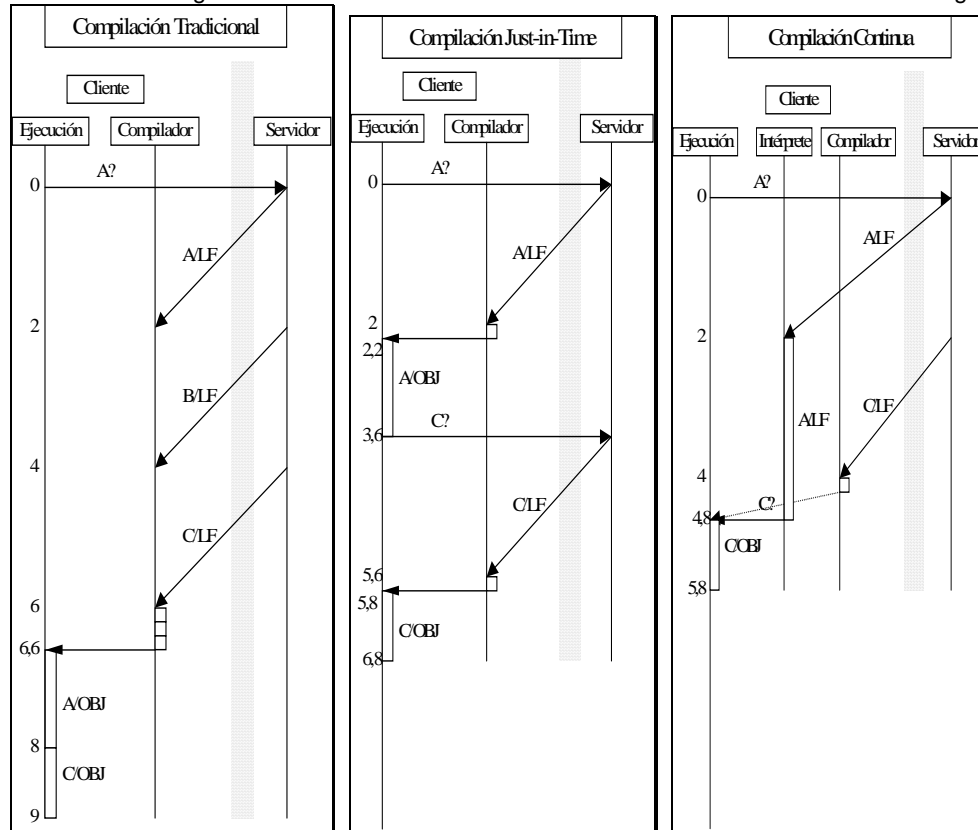 Compilación Tradicional
Cliente
Ejecución
Compilador
Servidor
A?
0
A/LF
2
B/LF
4
C/LF
6
6,6
A/OBJ
8
C/OBJ
9
Compilación Just-in-Time
Cliente
Ejecución
Compilador
Servidor
A?
0
A/LF
2
2,2
A/OBJ
C?
3,6
C/LF
5,6
5,8
C/OBJ
6,8
Compilación Continua
Cliente
Ejecución
Intérprete
Compilador
Servidor
A?
0
A/LF
2
C/LF
A/LF
4
C?
4,8
C/OBJ
5,8